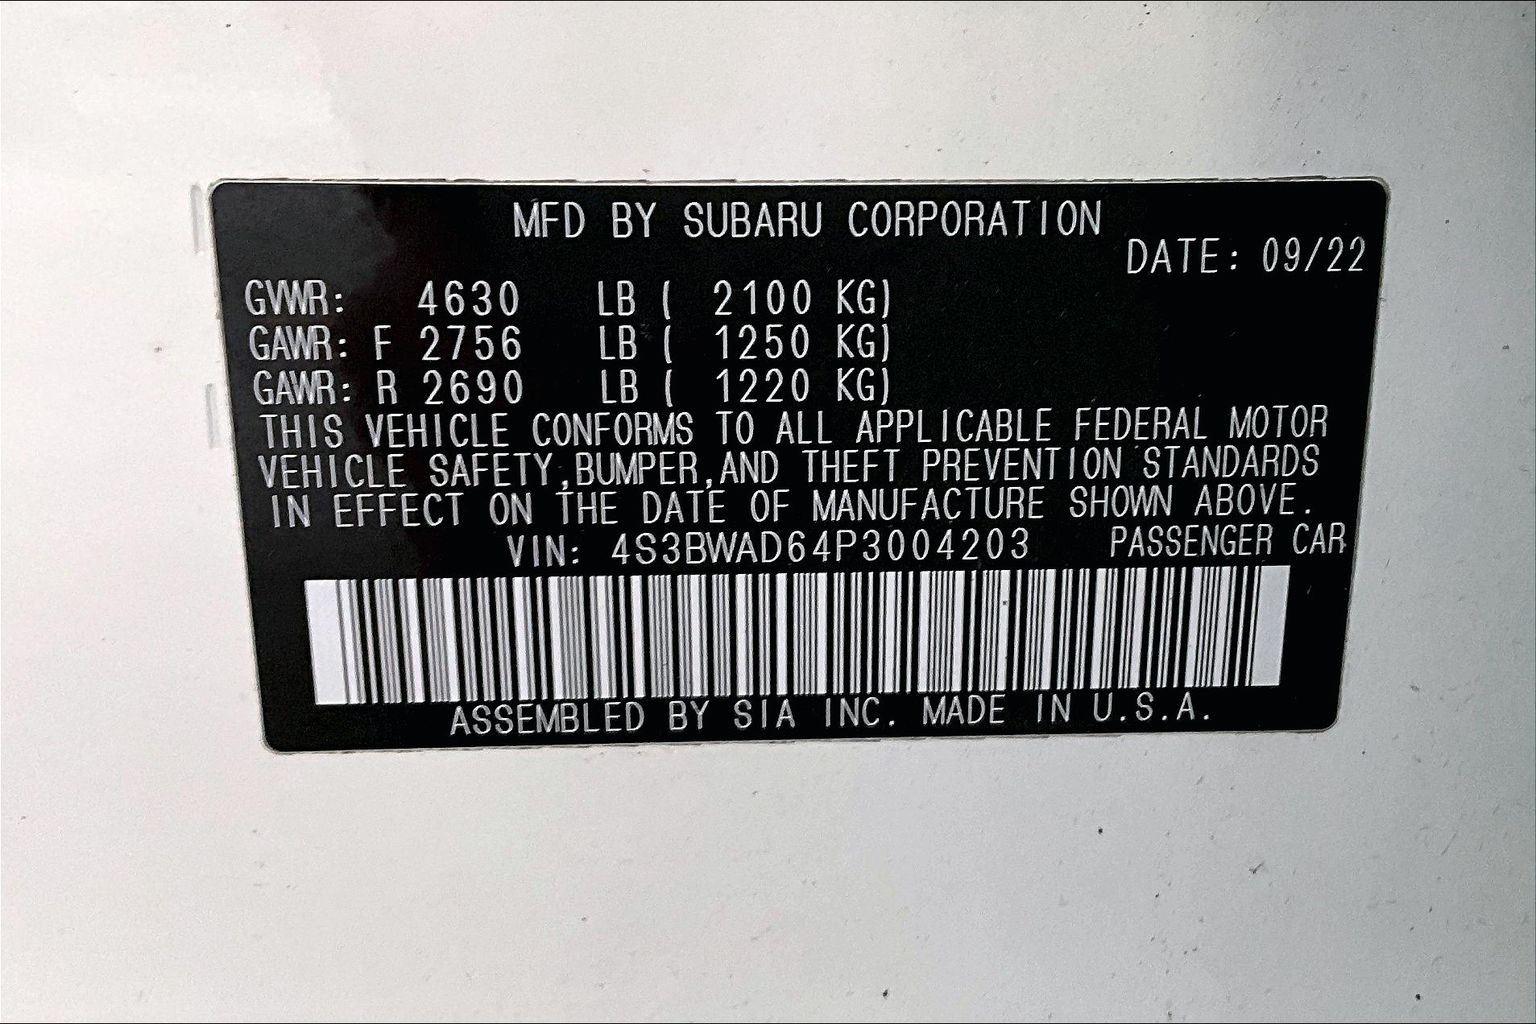 MFD BY SUBARU CORPORATION
DATE: 09/22
GVWR: 4630 LB ( 2100 KG)
GAWR: F 2756 LB ( 1250 KG)
GAWR: R 2690 LB ( 1220 KG)
THIS VEHICLE CONFORMS TO ALL APPLICABLE FEDERAL MOTOR
VEHICLE SAFETY,BUMPER,AND THEFT PREVENTION STANDARDS
IN EFFECT ON THE DATE OF MANUFACTURE SHOWN ABOVE.
VIN: 4S3BWAD64P3004203 PASSENGER CAR
ASSEMBLED BY SIA INC. MADE IN U.S.A.